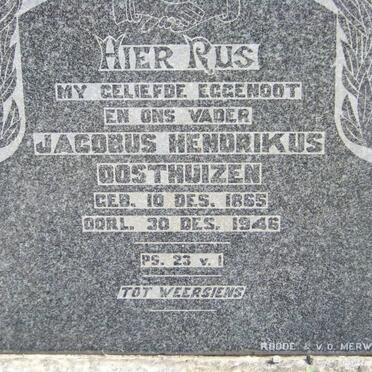 HIER RUS
MY GELIEFDE EGGENOOT
EN ONS VADER
JACOBUS HENDRIKUS
OOSTHUIZEN
GEB. 10 DES. 1865
OORL. 30 DES. 1946
PS. 23 v. 1
TOT WEERSIENS
RODDE & V.D. MERW